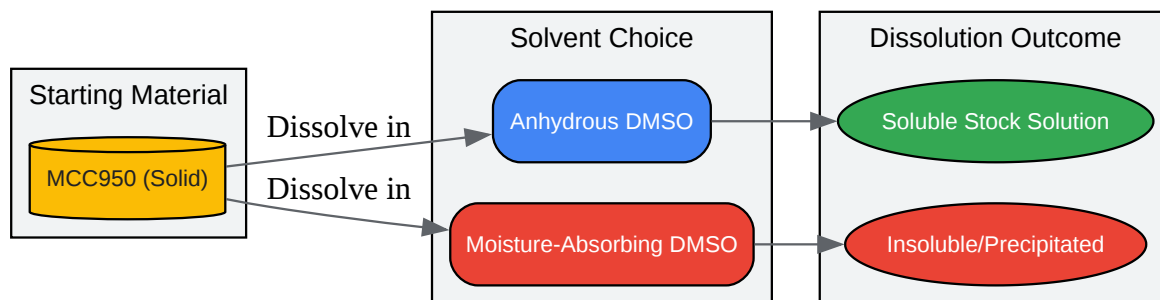 Starting Material
MCC950 (Solid)
Dissolve in
Dissolve in
Solvent Choice
Anhydrous DMSO
Moisture-Absorbing DMSO
Dissolution Outcome
Soluble Stock Solution
Insoluble/Precipitated